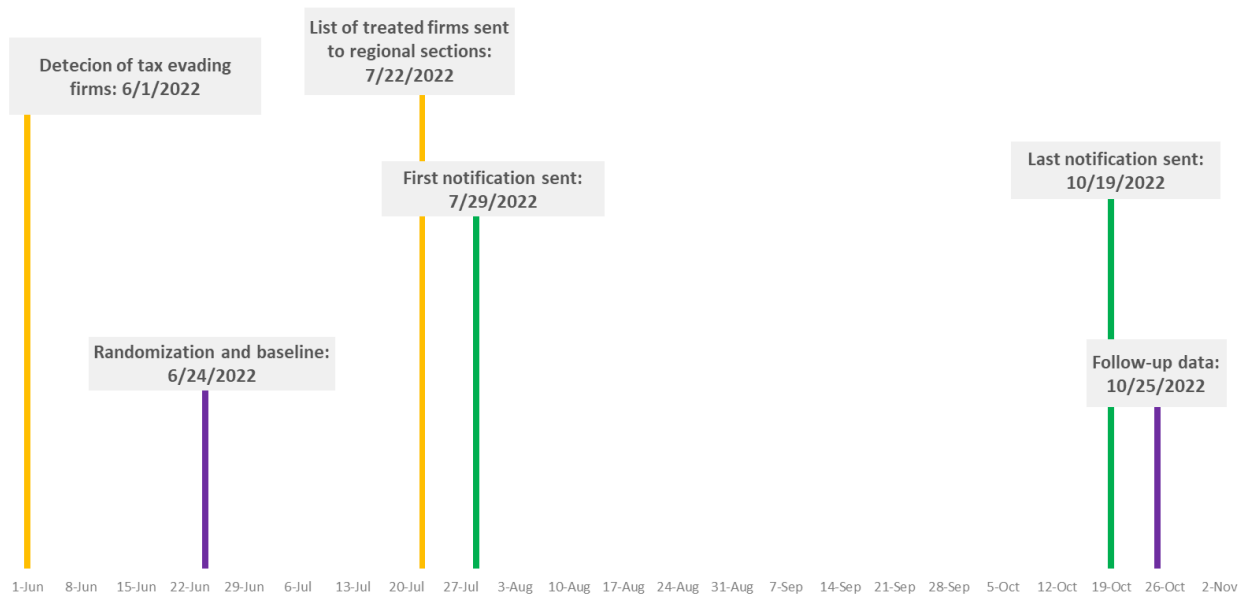 List of treated firms sent
to regional sections:
7/22/2022
Detecion of tax evading
firms: 6/1/2022
First notification sent:
7/29/2022
Last notification sent:
10/19/2022
Randomization and baseline:
6/24/2022
Follow-up data:
10/25/2022
1-Jun 8-Jun 15-Jun 22-Jun 29-Jun 6-Jul 13-Jul 20-Jul 27-Jul 3-Aug 10-Aug 17-Aug 24-Aug 31-Aug 7-Sep 14-Sep 21-Sep 28-Sep 5-Oct 12-Oct 19-Oct 26-Oct 2-Nov